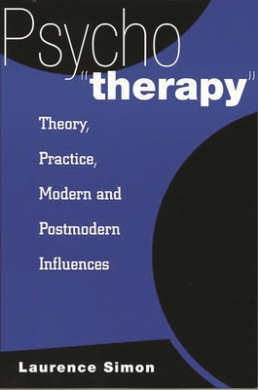 "Psycho
"therapy"
Theory,
Practice,
Modern and
Postmodern
Influences
Laurence Simon